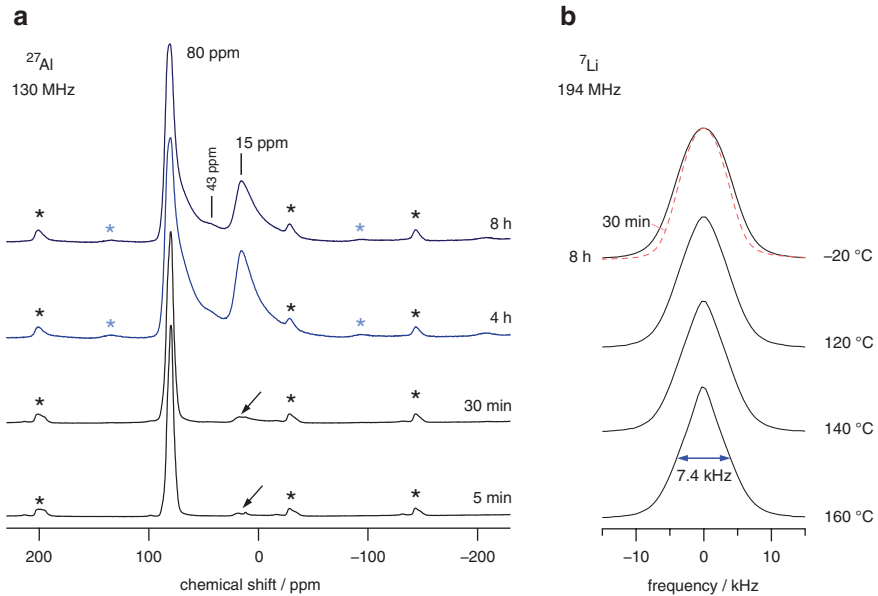 a
²⁷Al
130 MHz
80 ppm
43 ppm
15 ppm
* * * * *
8 h
* * * * *
4 h
* * *
30 min
* * *
5 min
200 100 0 −100 −200
chemical shift / ppm
b
⁷Li
194 MHz
30 min
8 h
−20 °C
120 °C
140 °C
7.4 kHz
160 °C
−10 0 10
frequency / kHz